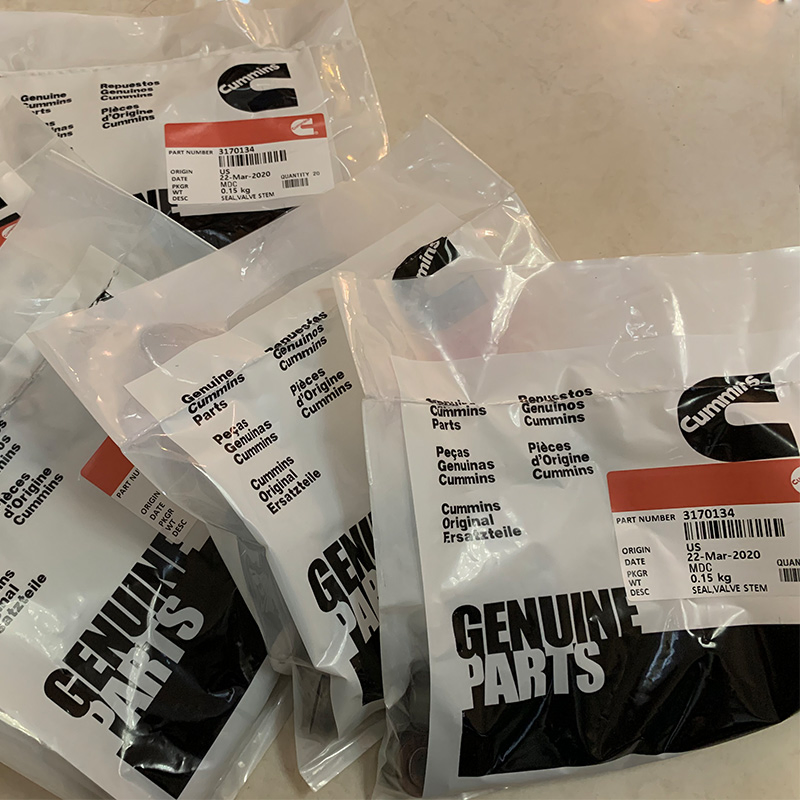 Genuine
Cummins
Parts
Repuestos
Genuinos
Cummins
Pièces
d'Origine
Cummins
Cummins
PART NUMBER 3170134
ORIGIN US
DATE 22-Mar-2020
QUANTITY 20
PKGR MDC
WT 0.15 kg
DESC SEAL,VALVE STEM
mins
Genuine
Cummins
Parts
Repuestos
Genuinos
Cummins
Peças
Genuinas
Cummins
Pièces
d'Origine
Cummins
Cummins
Original
Ersatzteile
GENUINE
PARTS
Pièces
d'Origine
Cummins
PART NU
ORIGIN
DATE
PKGR
WT
DESC
GENUINE
PARTS
Genuine
Cummins
Parts
Repuestos
Genuinos
Cummins
Peças
Genuinas
Cummins
Pièces
d'Origine
Cummins
Cummins
Original
Ersatzteile
Cummins
PART NUMBER 3170134
ORIGIN US
DATE 22-Mar-2020
PKGR MDC
WT 0.15 kg
DESC SEAL,VALVE STEM
QUAN
GENUINE
PARTS